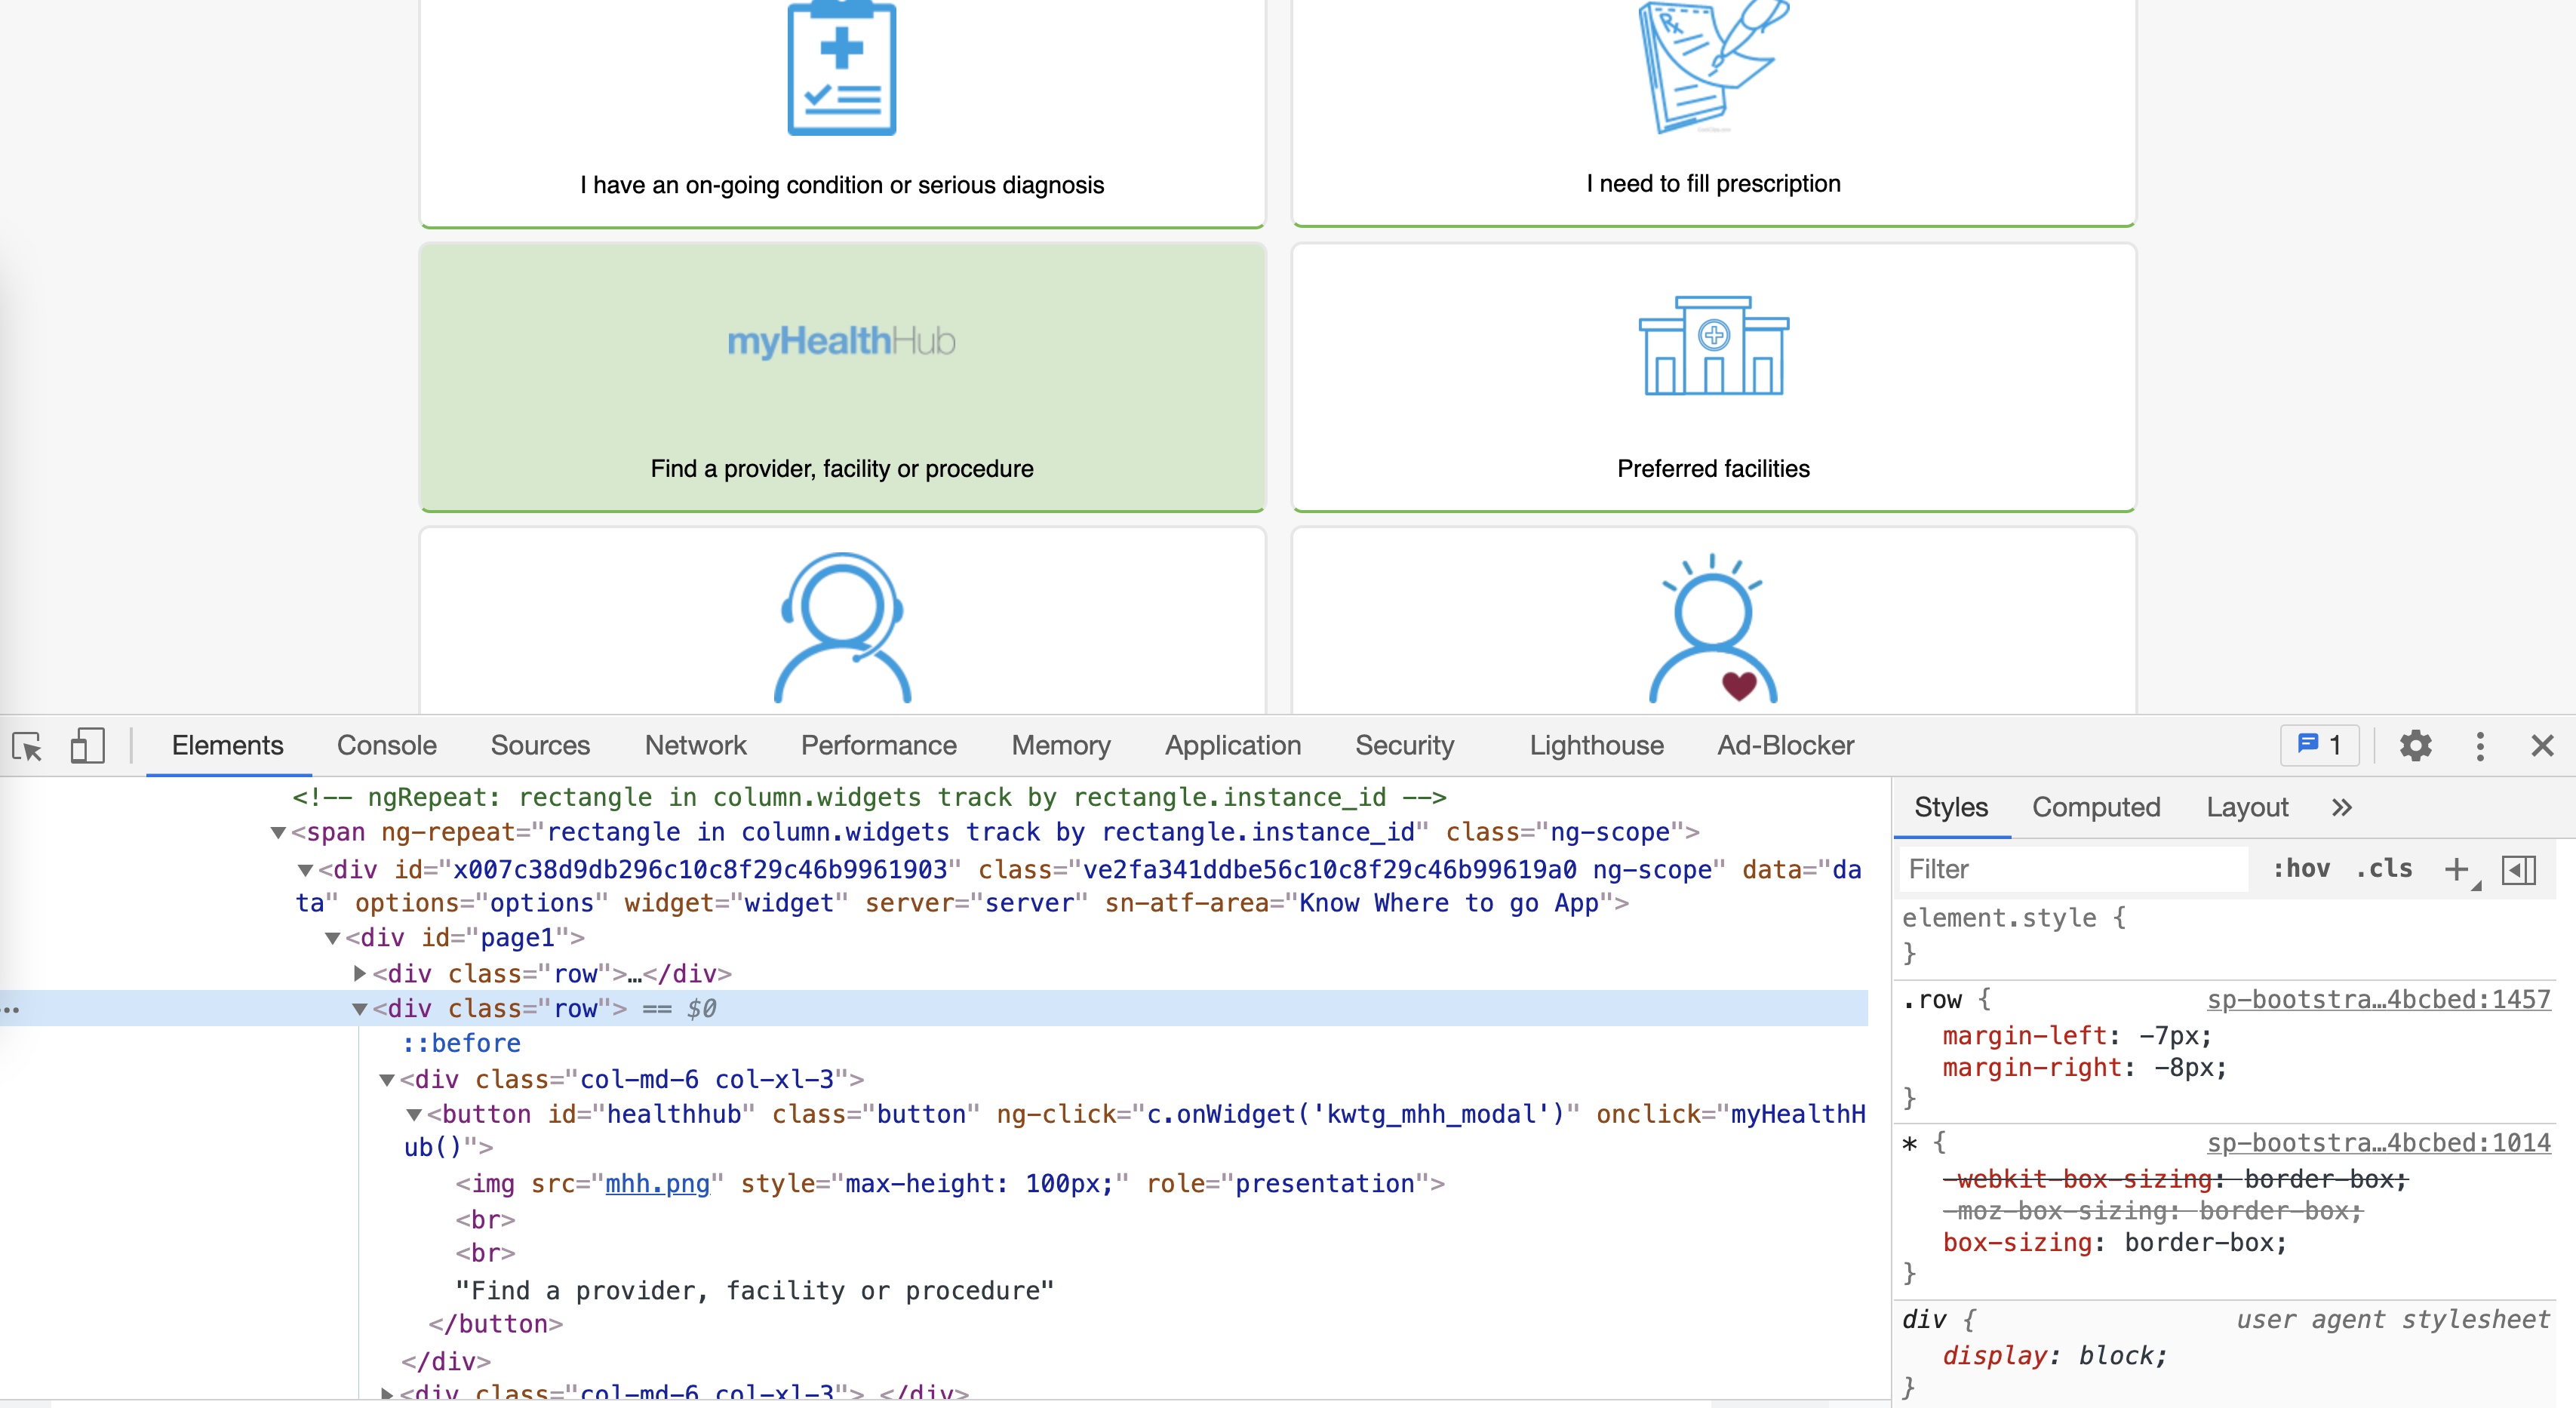 Rx
I have an on-going condition or serious diagnosis
I need to fill prescription
myHealthHub
Find a provider, facility or procedure
Preferred facilities
Elements Console Sources Network Performance Memory Application Security Lighthouse Ad-Blocker 1
<!-- ngRepeat: rectangle in column.widgets track by rectangle.instance_id -->
▼<span ng-repeat="rectangle in column.widgets track by rectangle.instance_id" class="ng-scope">
▼<div id="x007c38d9db296c10c8f29c46b9961903" class="ve2fa341ddbe56c10c8f29c46b99619a0 ng-scope" data="da
ta" options="options" widget="widget" server="server" sn-atf-area="Know Where to go App">
▼<div id="page1">
▶<div class="row">…</div>
… ▼<div class="row"> == $0
::before
▼<div class="col-md-6 col-xl-3">
▼<button id="healthhub" class="button" ng-click="c.onWidget('kwtg_mhh_modal')" onclick="myHealthH
ub()">
<img src="mhh.png" style="max-height: 100px;" role="presentation">
<br>
<br>
"Find a provider, facility or procedure"
</button>
</div>
▶<div class="col-md-6 col-xl-3"> </div>
Styles Computed Layout »
Filter :hov .cls +
element.style {
}
.row { sp-bootstra…4bcbed:1457
margin-left: -7px;
margin-right: -8px;
}
* { sp-bootstra…4bcbed:1014
-webkit-box-sizing: border-box;
-moz-box-sizing: border-box;
box-sizing: border-box;
}
div { user agent stylesheet
display: block;
}